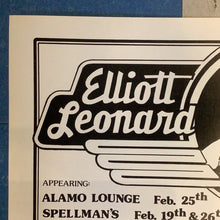 Elliott
Leonard
APPEARING:
ALAMO LOUNGE Feb. 25th
SPELLMAN'S Feb. 19th & 26